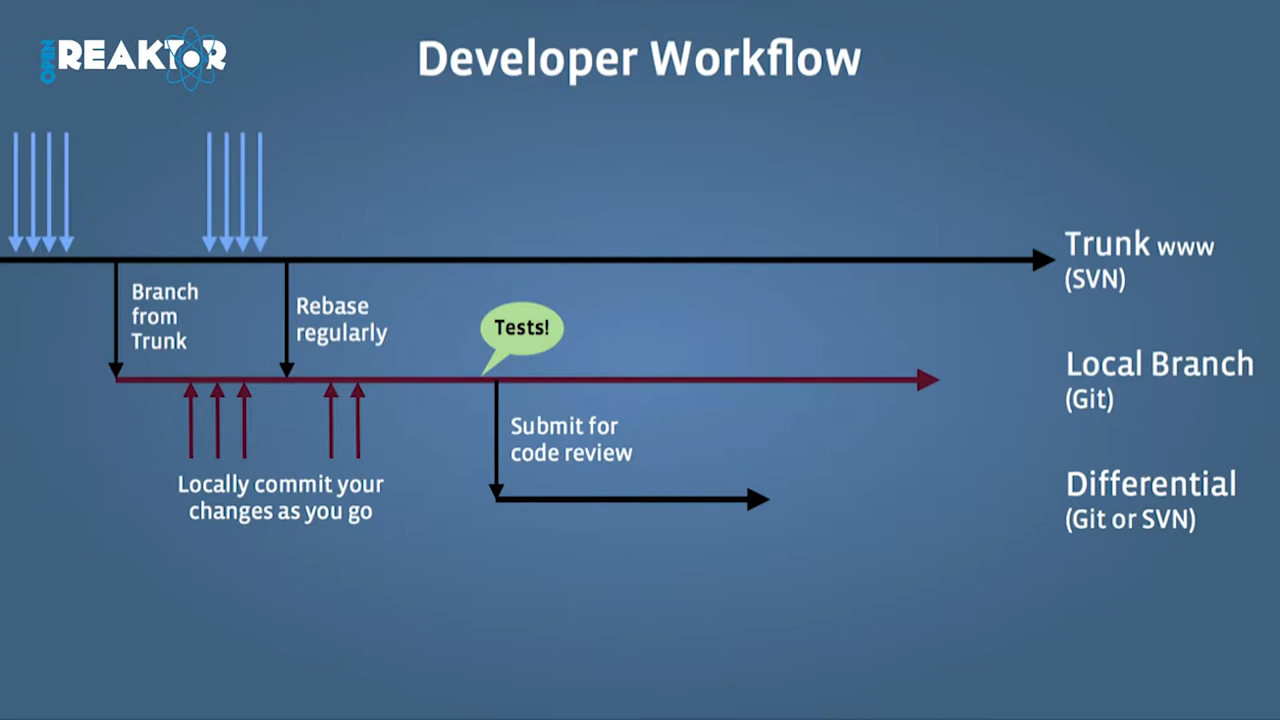 OPEN REAKTOR
Developer Workflow
Trunk www
(SVN)
Branch
from
Trunk
Rebase
regularly
Tests!
Local Branch
(Git)
Submit for
code review
Locally commit your
changes as you go
Differential
(Git or SVN)